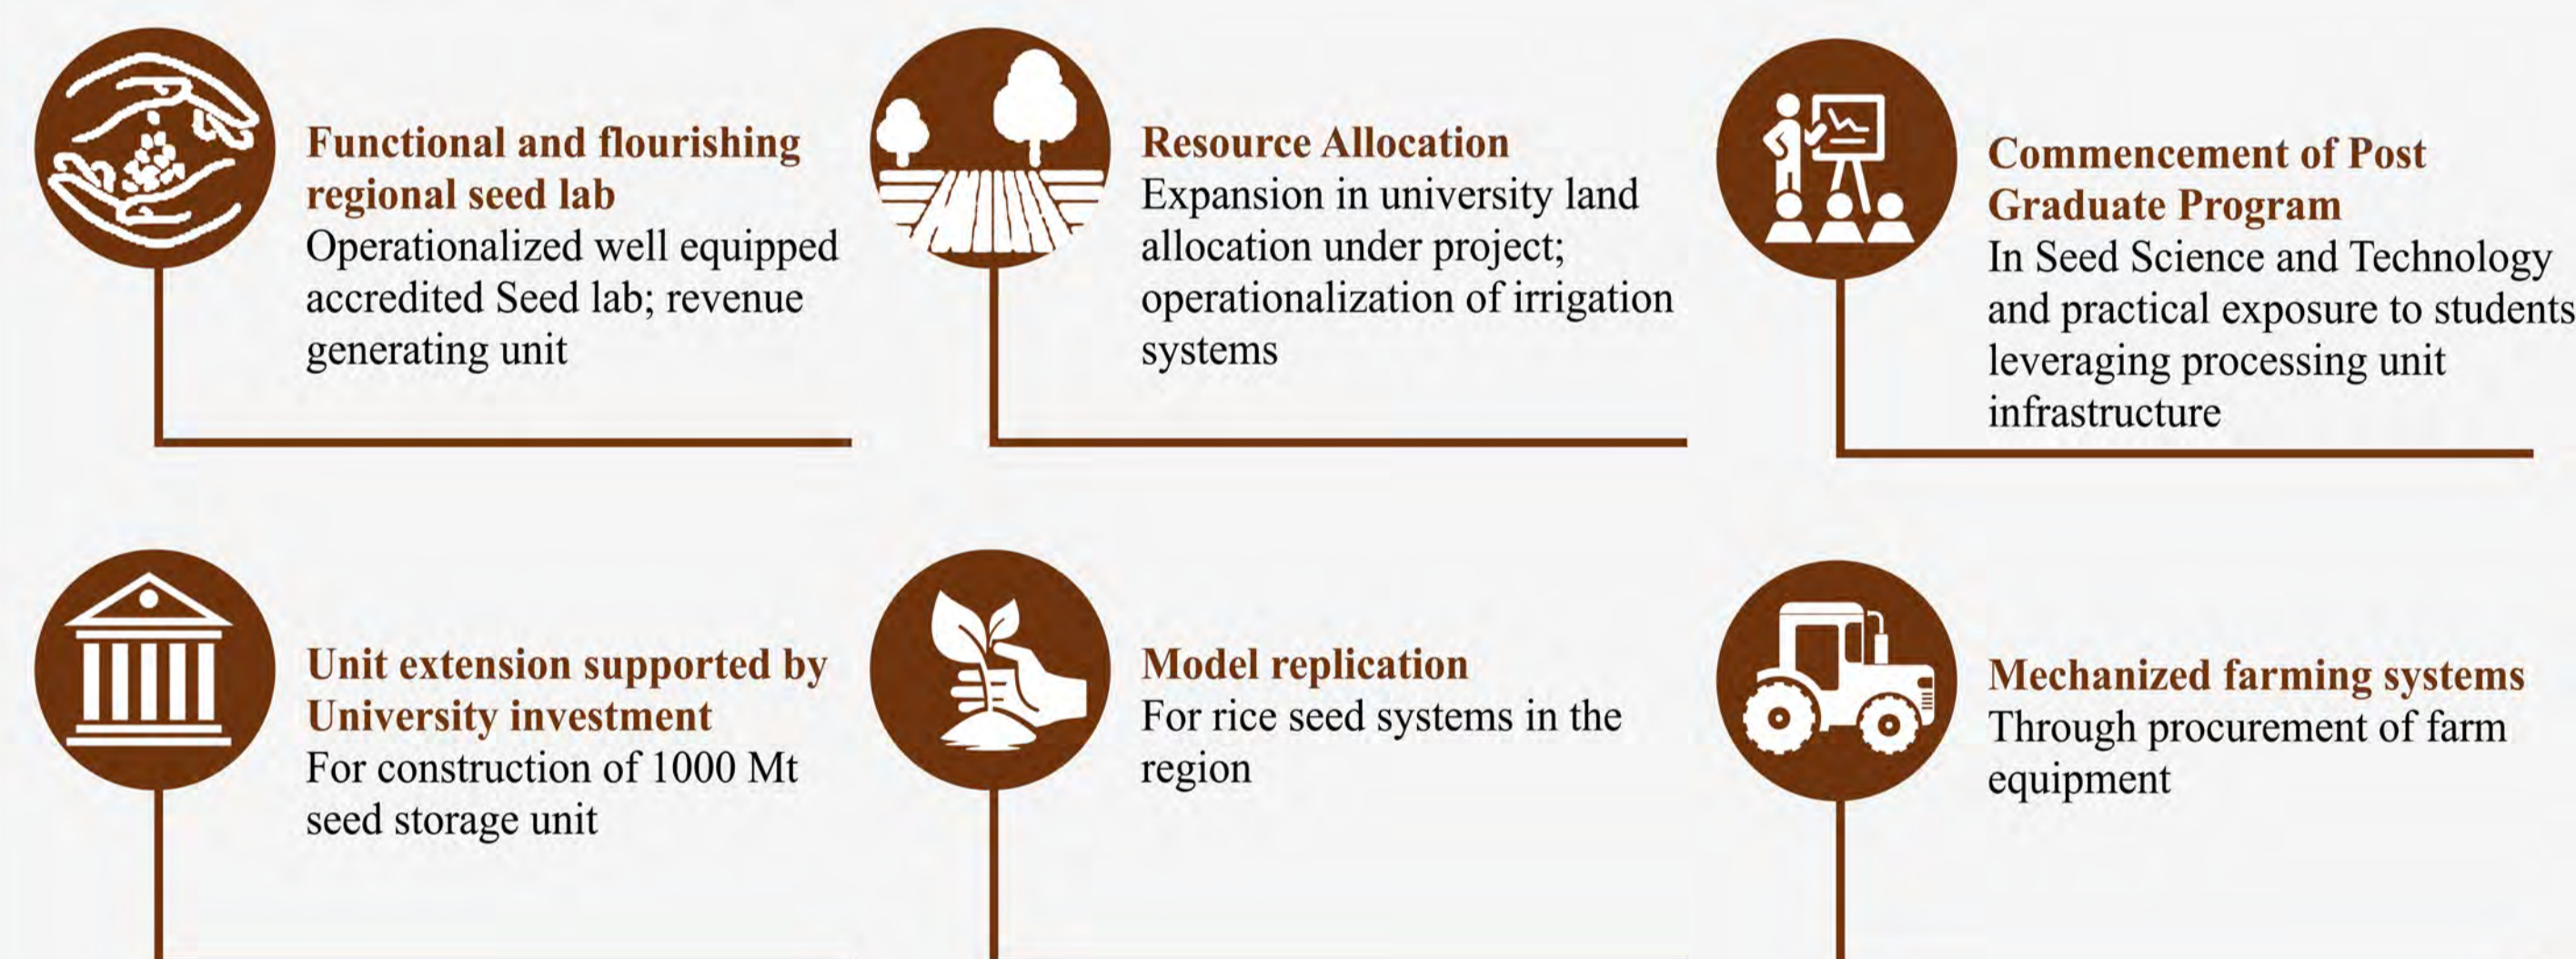 Functional and flourishing
regional seed lab
Operationalized well equipped
accredited Seed lab; revenue
generating unit
Resource Allocation
Expansion in university land
allocation under project;
operationalization of irrigation
systems
Commencement of Post
Graduate Program
In Seed Science and Technology
and practical exposure to students
leveraging processing unit
infrastructure
Unit extension supported by
University investment
For construction of 1000 Mt
seed storage unit
Model replication
For rice seed systems in the
region
Mechanized farming systems
Through procurement of farm
equipment